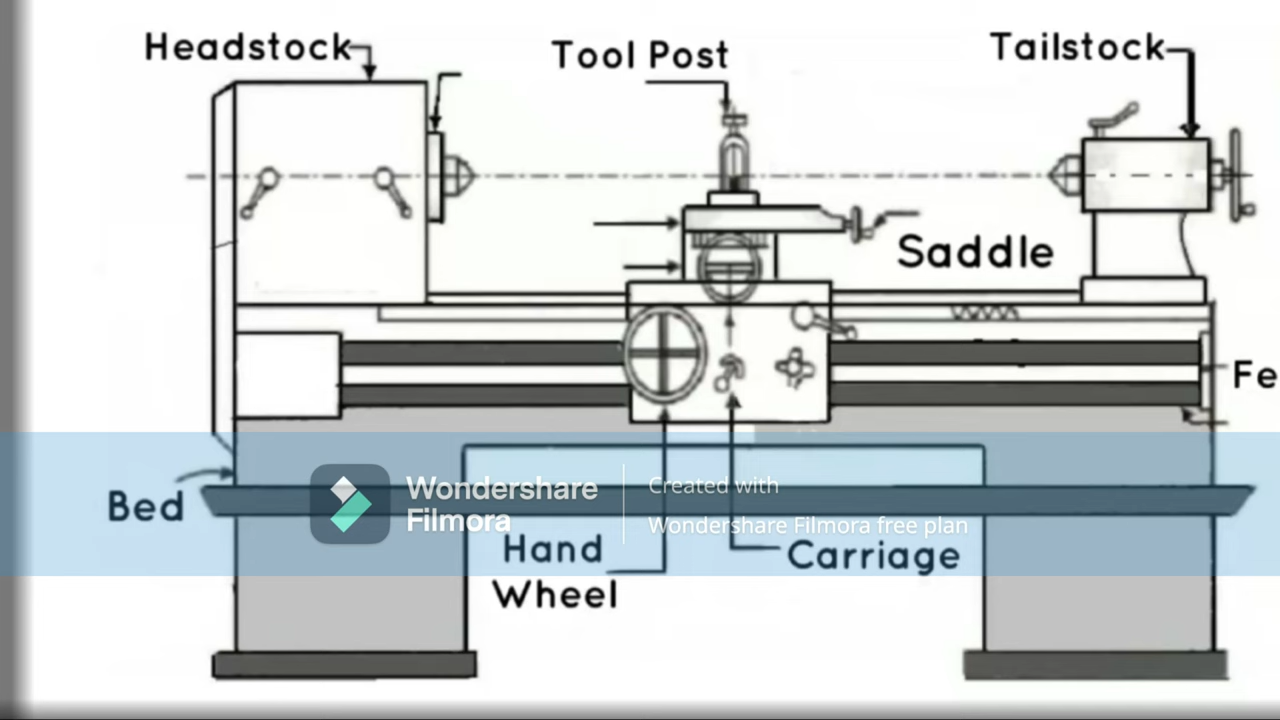 Headstock
Tool Post
Tailstock
Saddle
Fe
Bed
Wondershare
Filmora
Created with
Wondershare Filmora free plan
Hand
Wheel
Carriage